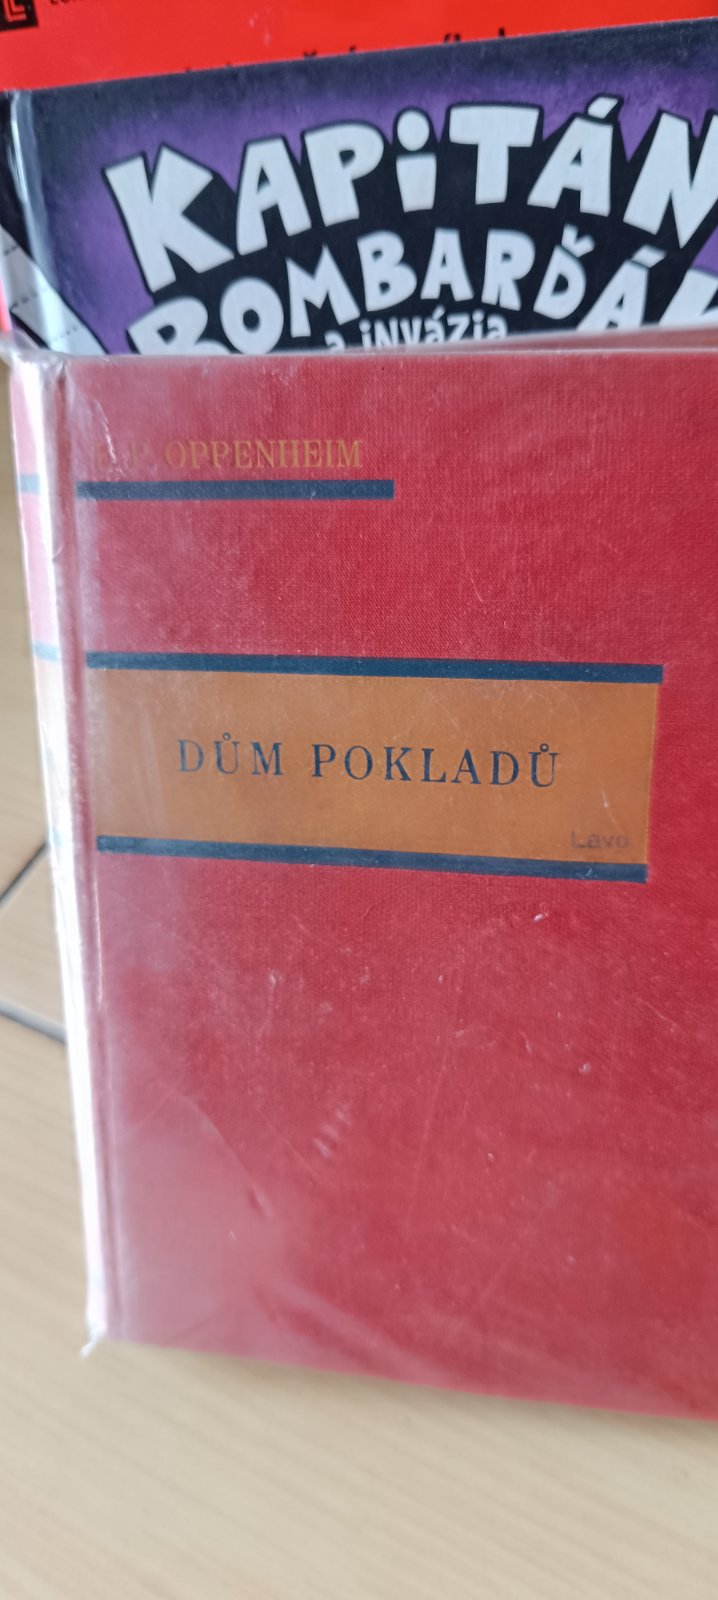 KAPITÁN
BOMBARĎÁK
a invázia
E. P. OPPENHEIM
DŮM POKLADŮ
Lavo